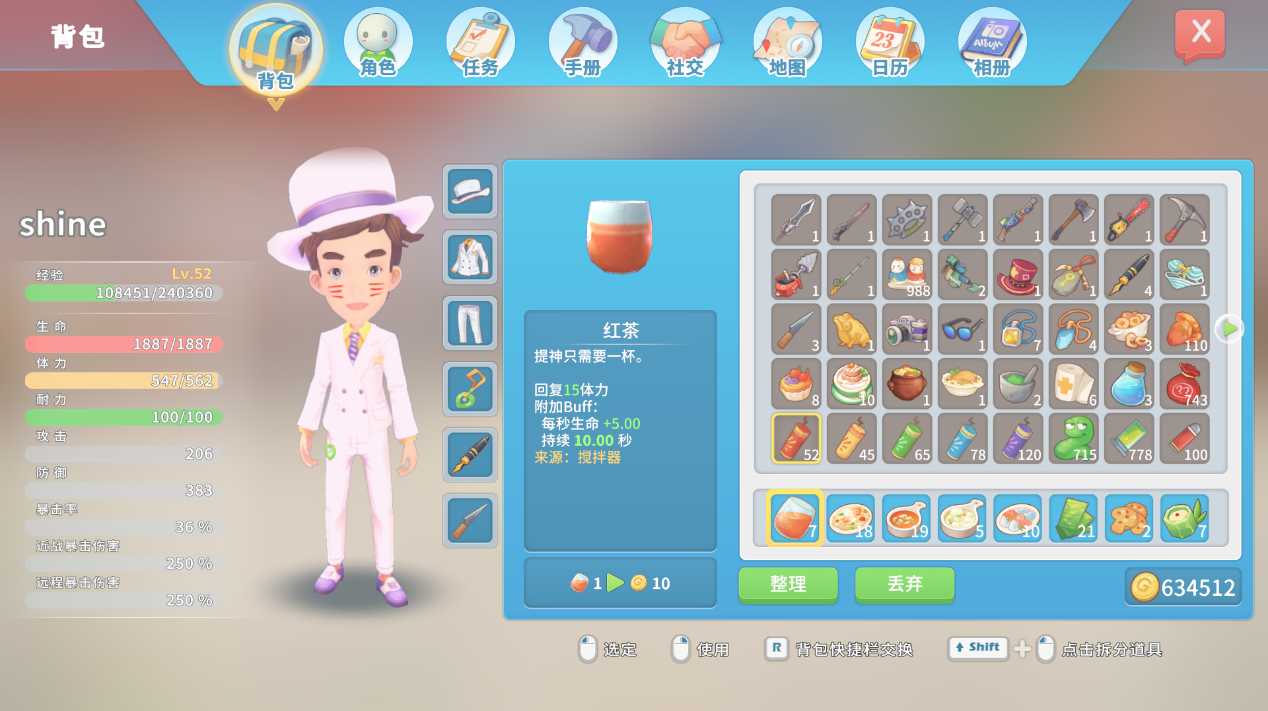 背包
背包
角色
任务
手册
社交
地图
23
日历
ALBUM
相册
X
shine
经验 Lv.52
108451/240360
生命
1887/1887
体力
547/562
耐力
100/100
攻击
206
防御
383
暴击率
36 %
近战暴击伤害
250 %
远程暴击伤害
250 %
红茶
提神只需要一杯。
回复15体力
附加Buff:
每秒生命 +5.00
持续 10.00 秒
来源：搅拌器
1 10
1 1 1 1 1 1 1 1
1 1 988 2 1 1 4 1
3 1 1 1 7 4 3 110
8 10 1 1 2 6 3 743
52 45 65 78 120 715 778 100
7 18 19 5 10 21 2 7
整理
丢弃
634512
选定
使用
R 背包快捷栏交换
Shift + 点击拆分道具